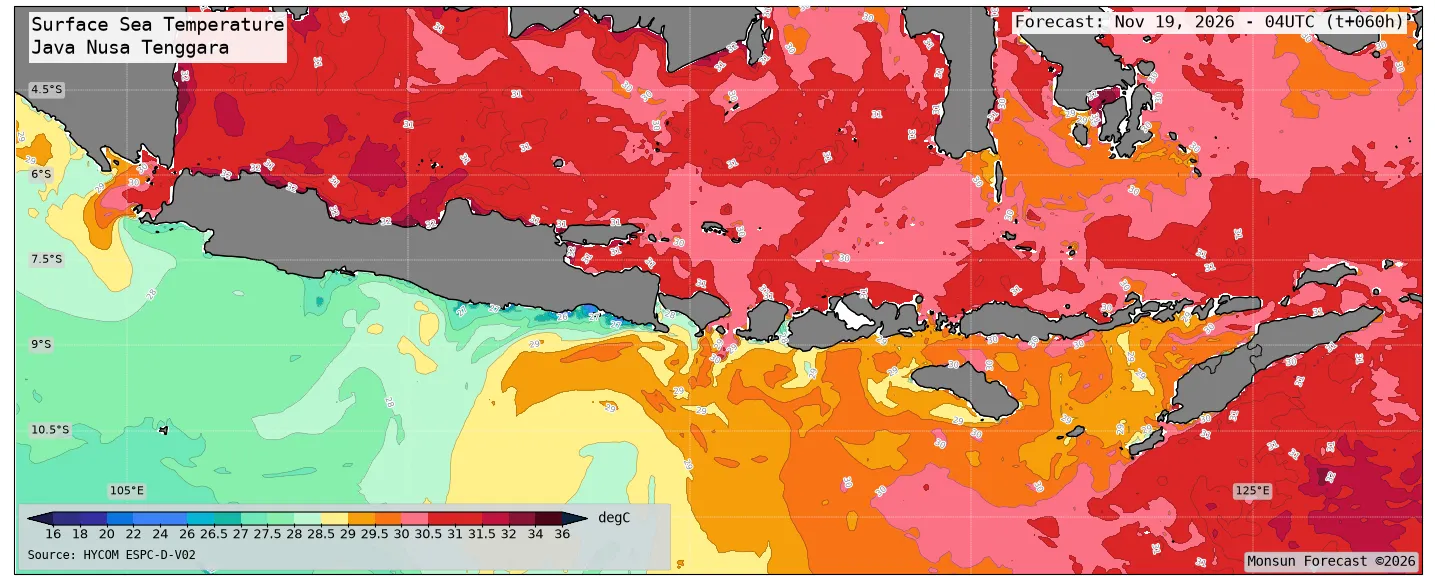 Surface Sea Temperature
Java Nusa Tenggara
Forecast: Nov 19, 2026 - 04UTC (t+060h)
4.5°S
6°S
7.5°S
9°S
10.5°S
105°E
125°E
16 18 20 22 24 26 26.5 27 27.5 28 28.5 29 29.5 30 30.5 31 31.5 32 34 36
degC
Source: HYCOM ESPC-D-V02
Monsun Forecast ©2026